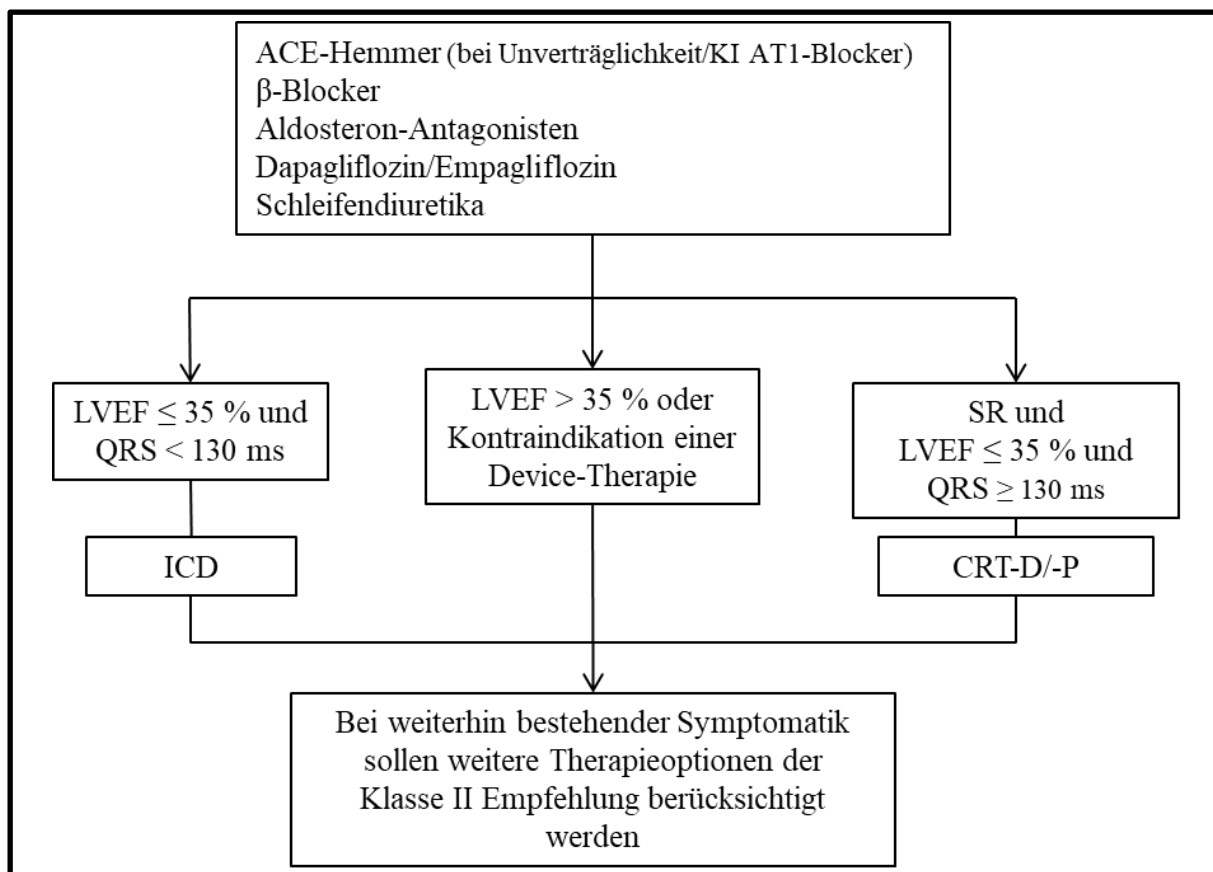 ACE-Hemmer (bei Unverträglichkeit/KI AT1-Blocker)
β-Blocker
Aldosteron-Antagonisten
Dapagliflozin/Empagliflozin
Schleifendiuretika
LVEF ≤ 35 % und
QRS < 130 ms
LVEF > 35 % oder
Kontraindikation einer
Device-Therapie
SR und
LVEF ≤ 35 % und
QRS ≥ 130 ms
ICD
CRT-D/-P
Bei weiterhin bestehender Symptomatik
sollen weitere Therapieoptionen der
Klasse II Empfehlung berücksichtigt
werden